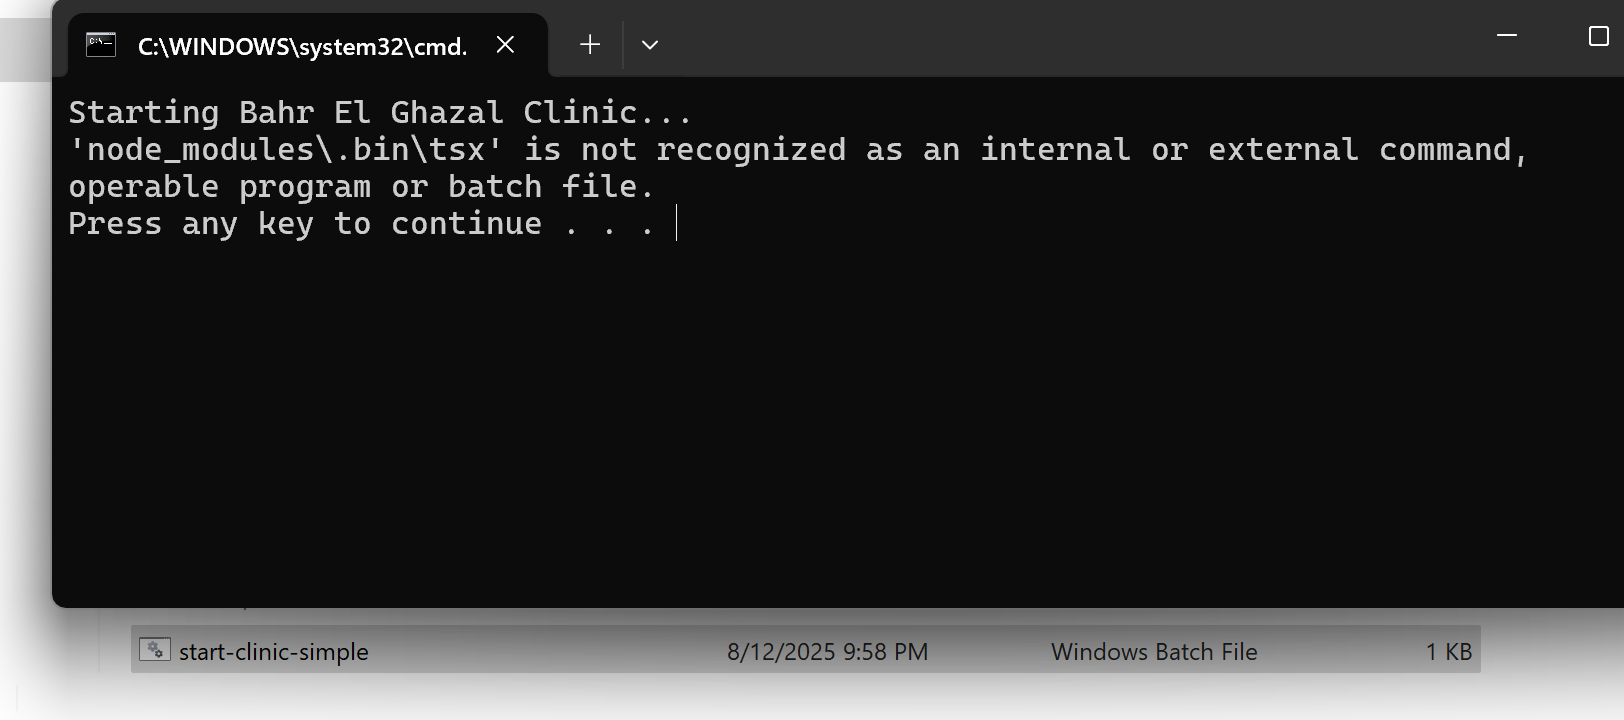 C:\WINDOWS\system32\cmd.
Starting Bahr El Ghazal Clinic...
'node_modules\.bin\tsx' is not recognized as an internal or external command,
operable program or batch file.
Press any key to continue . . .
start-clinic-simple 8/12/2025 9:58 PM Windows Batch File 1 KB